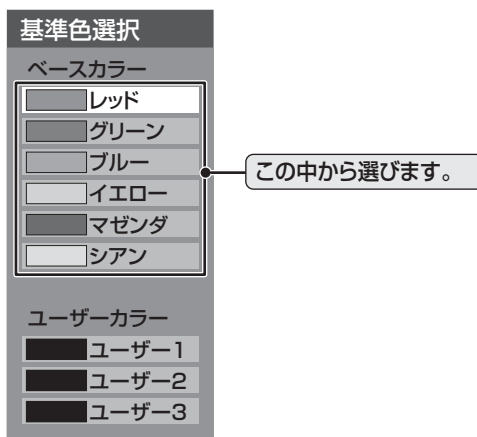 基準色選択
ベースカラー
レッド
グリーン
ブルー
イエロー
マゼンダ
シアン
この中から選びます。
ユーザーカラー
ユーザー1
ユーザー2
ユーザー3